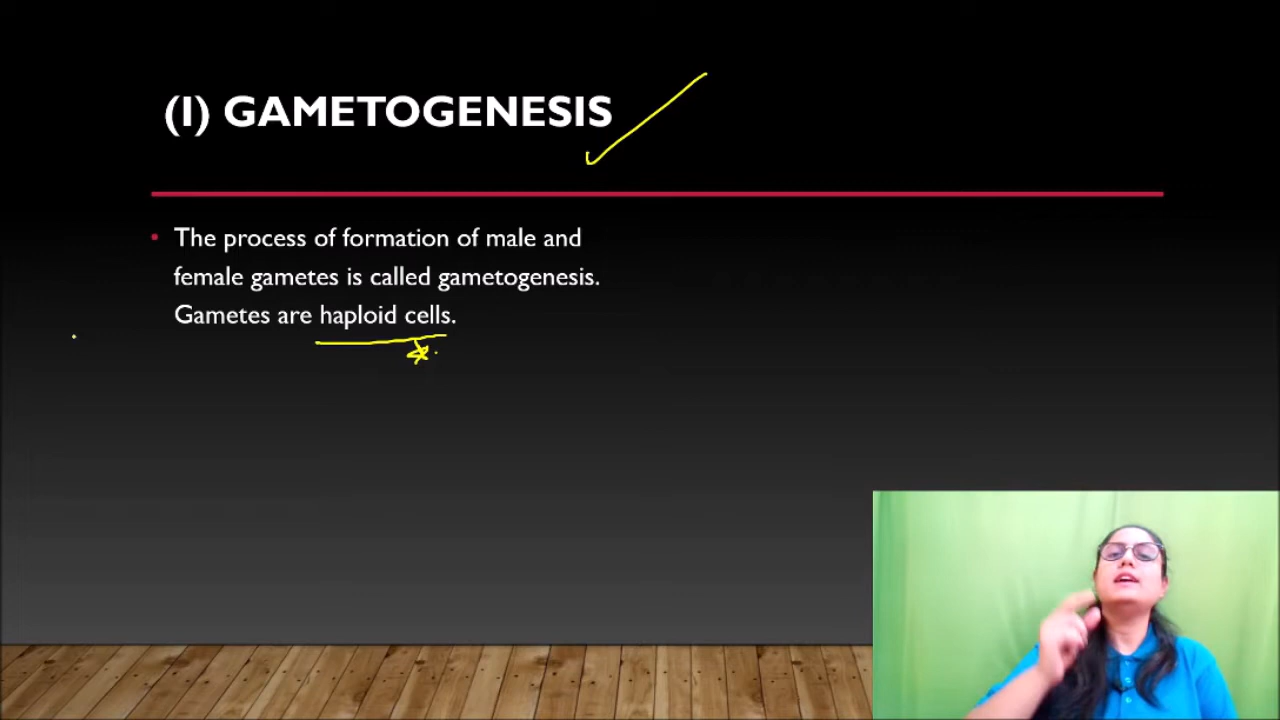 (I) GAMETOGENESIS
• The process of formation of male and
female gametes is called gametogenesis.
Gametes are haploid cells.